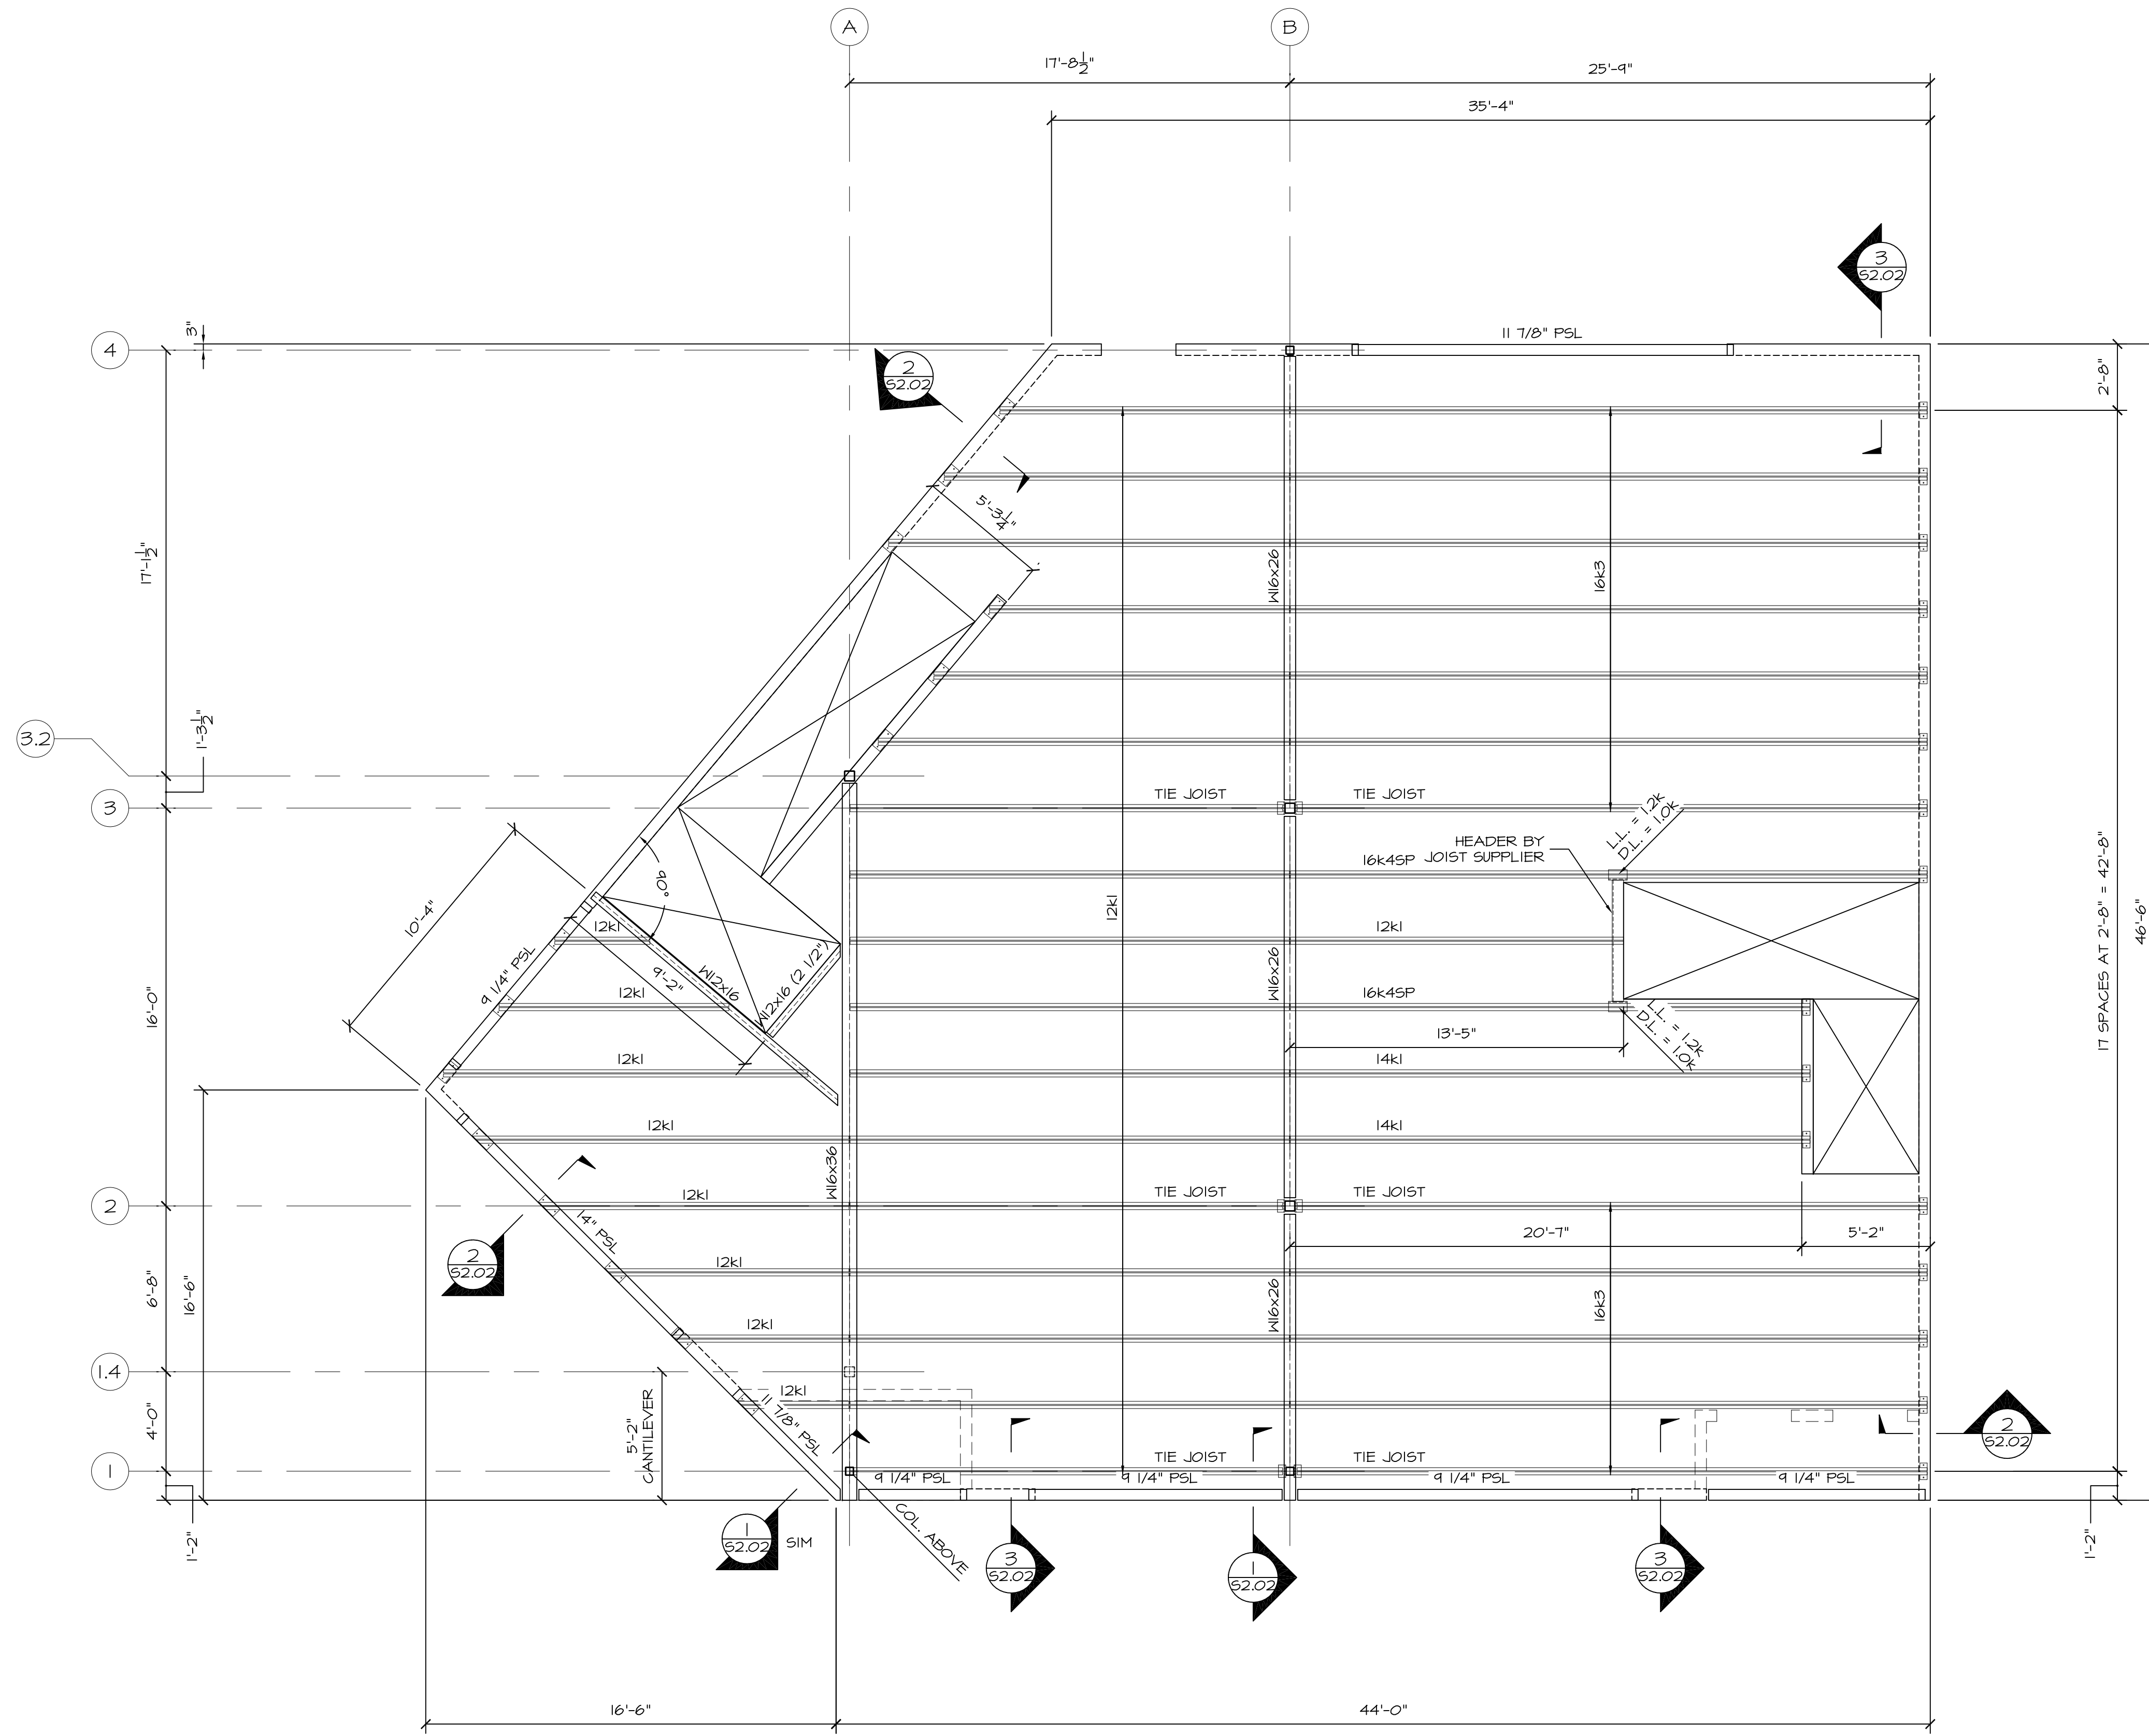 A
B
17'-8 1/2"
25'-9"
35'-4"
3
S2.02
3"
4
11 7/8" PSL
2
S2.02
2'-8"
5'-3 1/4"
17'-1 1/2"
W16x26
16k3
1'-3 1/2"
3.2
3
TIE JOIST
TIE JOIST
L.L. = 1.2k
D.L. = 1.0k
HEADER BY
JOIST SUPPLIER
16k4SP
90°
10'-4"
12k1
12k1
12k1
9 1/4" PSL
W12x16
9'-2"
W12x16 (2 1/2")
12k1
W16x26
16k4SP
16'-0"
17 SPACES AT 2'-8" = 42'-8"
46'-6"
L.L. = 1.2k
D.L. = 1.0k
13'-5"
12k1
14k1
12k1
14k1
W16x36
2
12k1
TIE JOIST
TIE JOIST
14" PSL
20'-7"
5'-2"
2
S2.02
12k1
6'-8"
16'-6"
W16x26
16k3
12k1
1.4
12k1
5'-2"
CANTILEVER
11 7/8" PSL
4'-0"
2
S2.02
1
TIE JOIST
TIE JOIST
9 1/4" PSL
9 1/4" PSL
9 1/4" PSL
9 1/4" PSL
1'-2"
1
S2.02
SIM
COL. ABOVE
3
S2.02
1
S2.02
3
S2.02
1'-2"
16'-6"
44'-0"